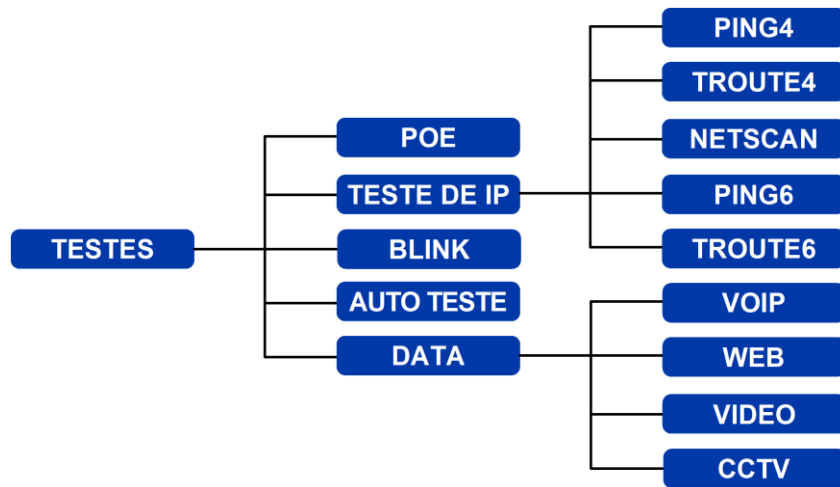 TESTES
POE
TESTE DE IP
BLINK
AUTO TESTE
DATA
PING4
TROUTE4
NETSCAN
PING6
TROUTE6
VOIP
WEB
VIDEO
CCTV